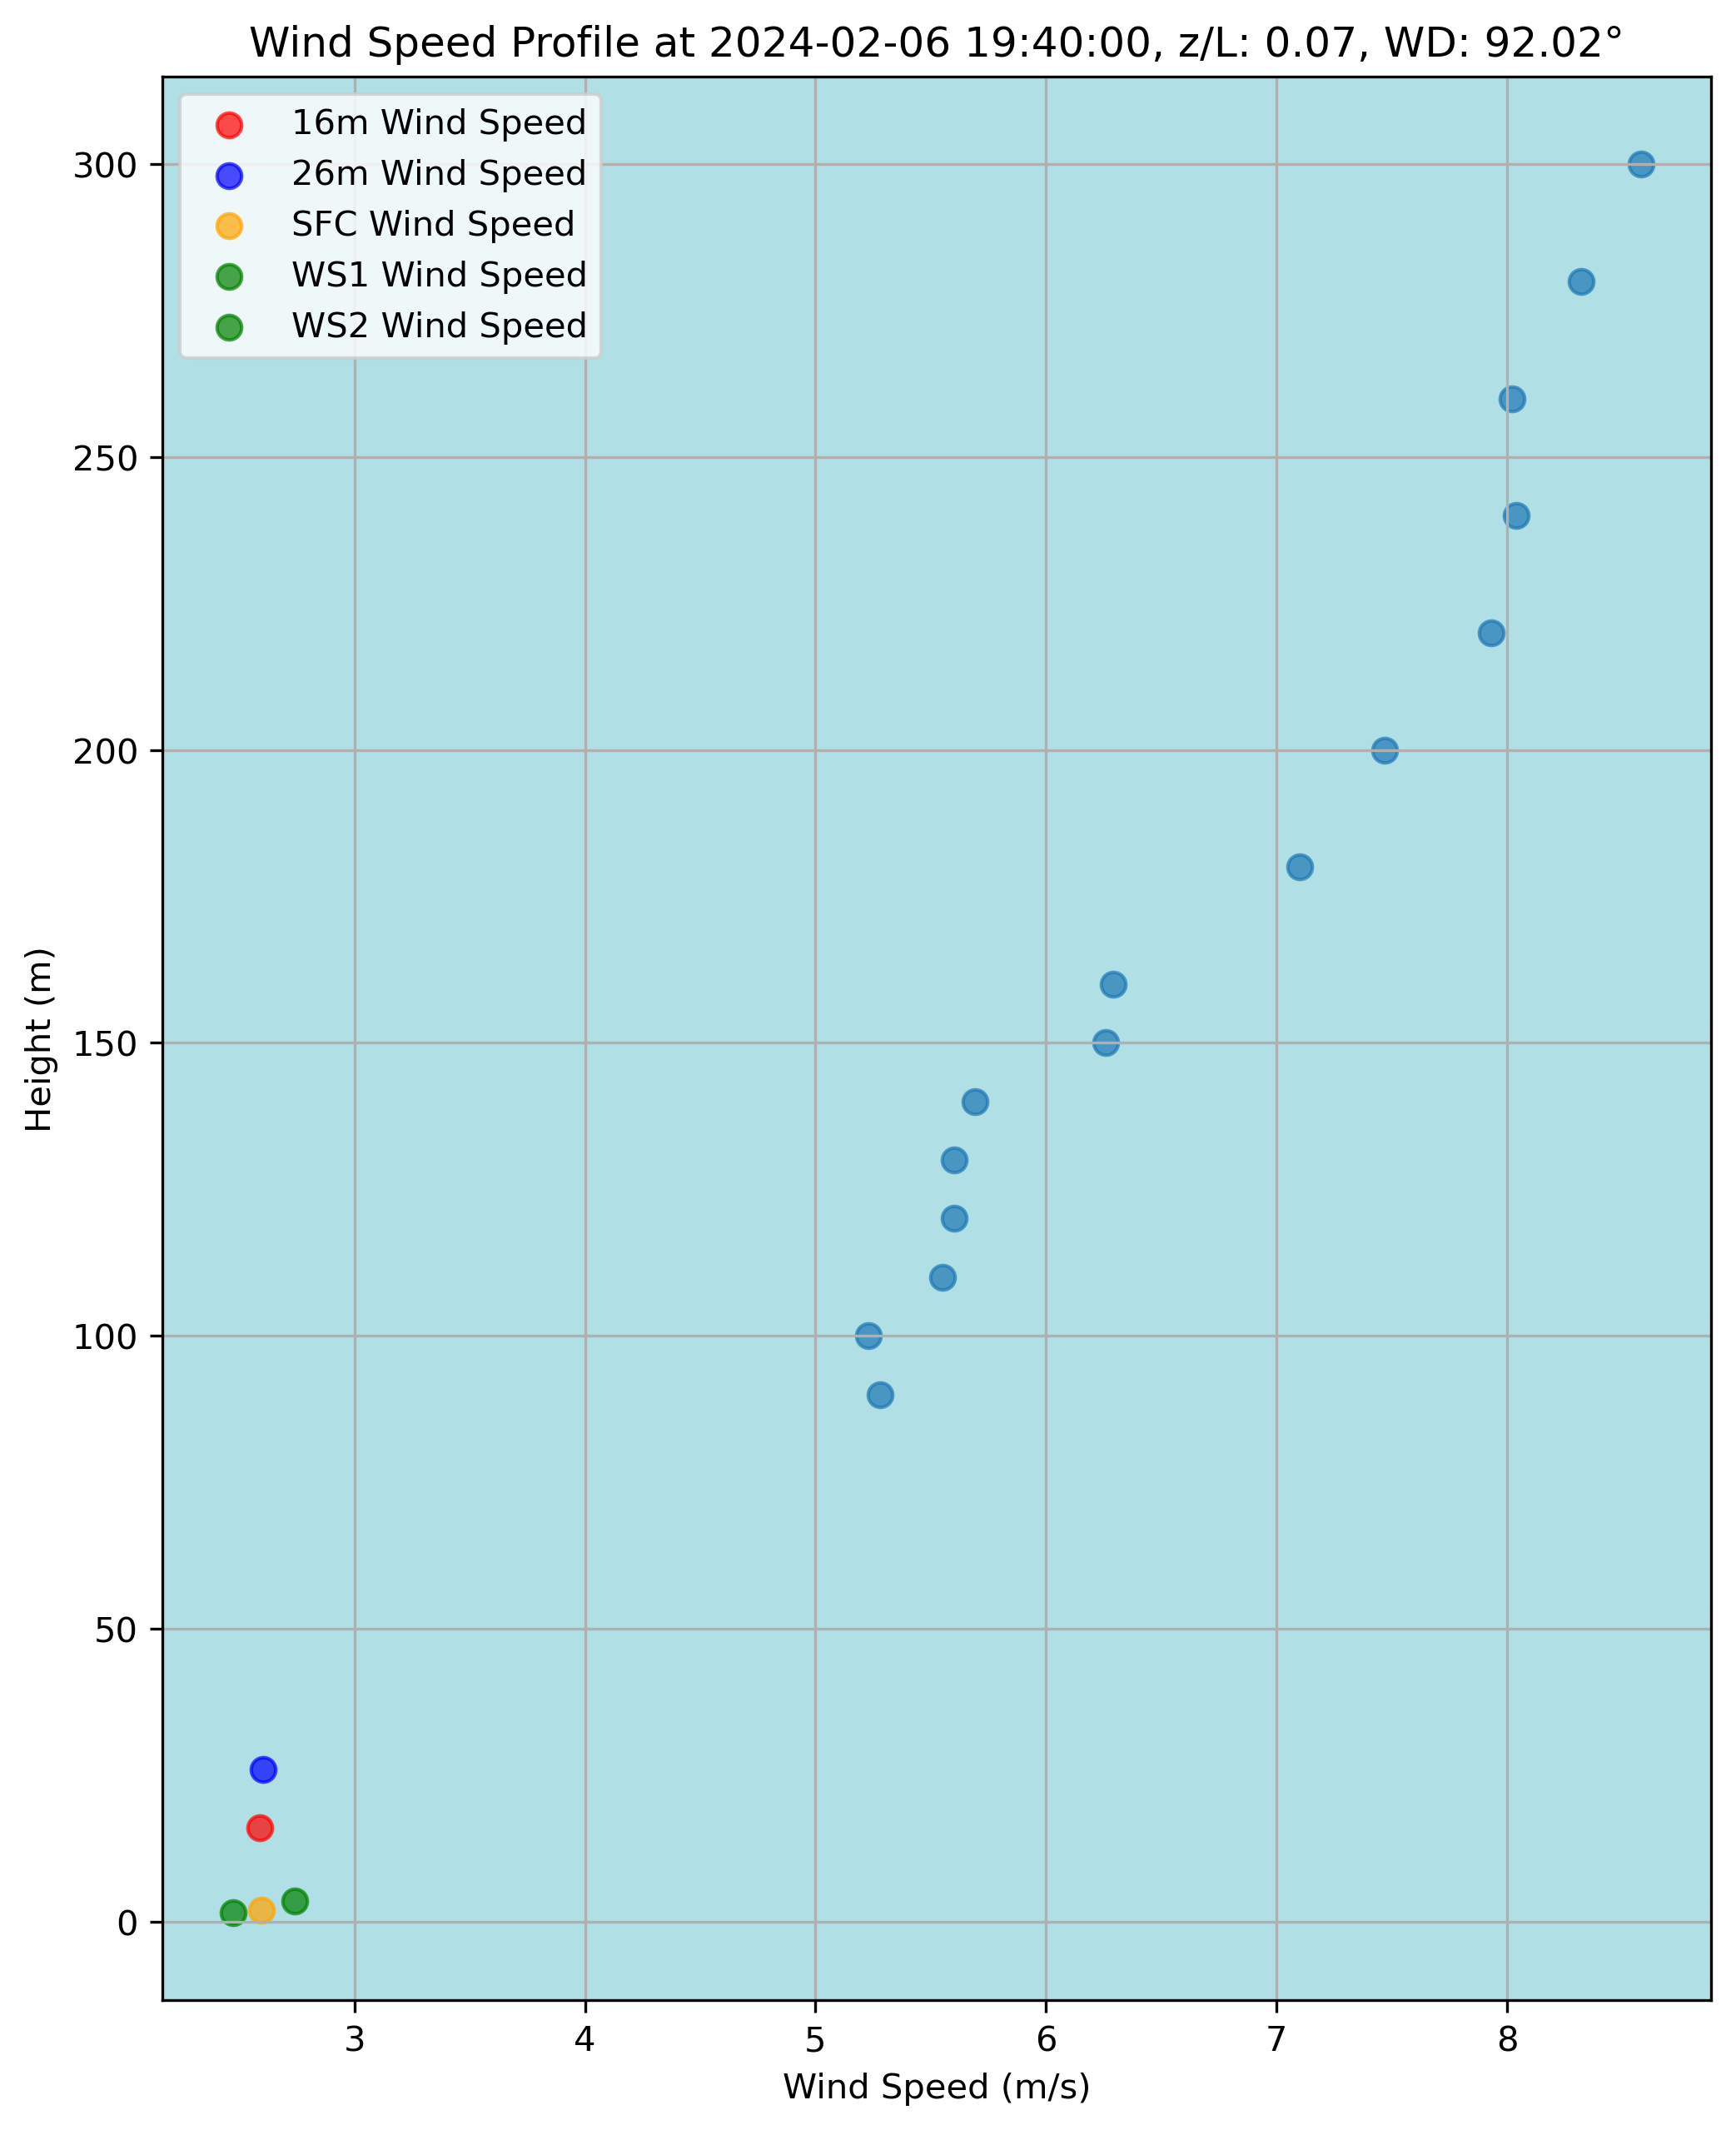 Wind Speed Profile at 2024-02-06 19:40:00, z/L: 0.07, WD: 92.02°
16m Wind Speed
26m Wind Speed
SFC Wind Speed
WS1 Wind Speed
WS2 Wind Speed
Height (m)
300
250
200
150
100
50
0
3 4 5 6 7 8
Wind Speed (m/s)